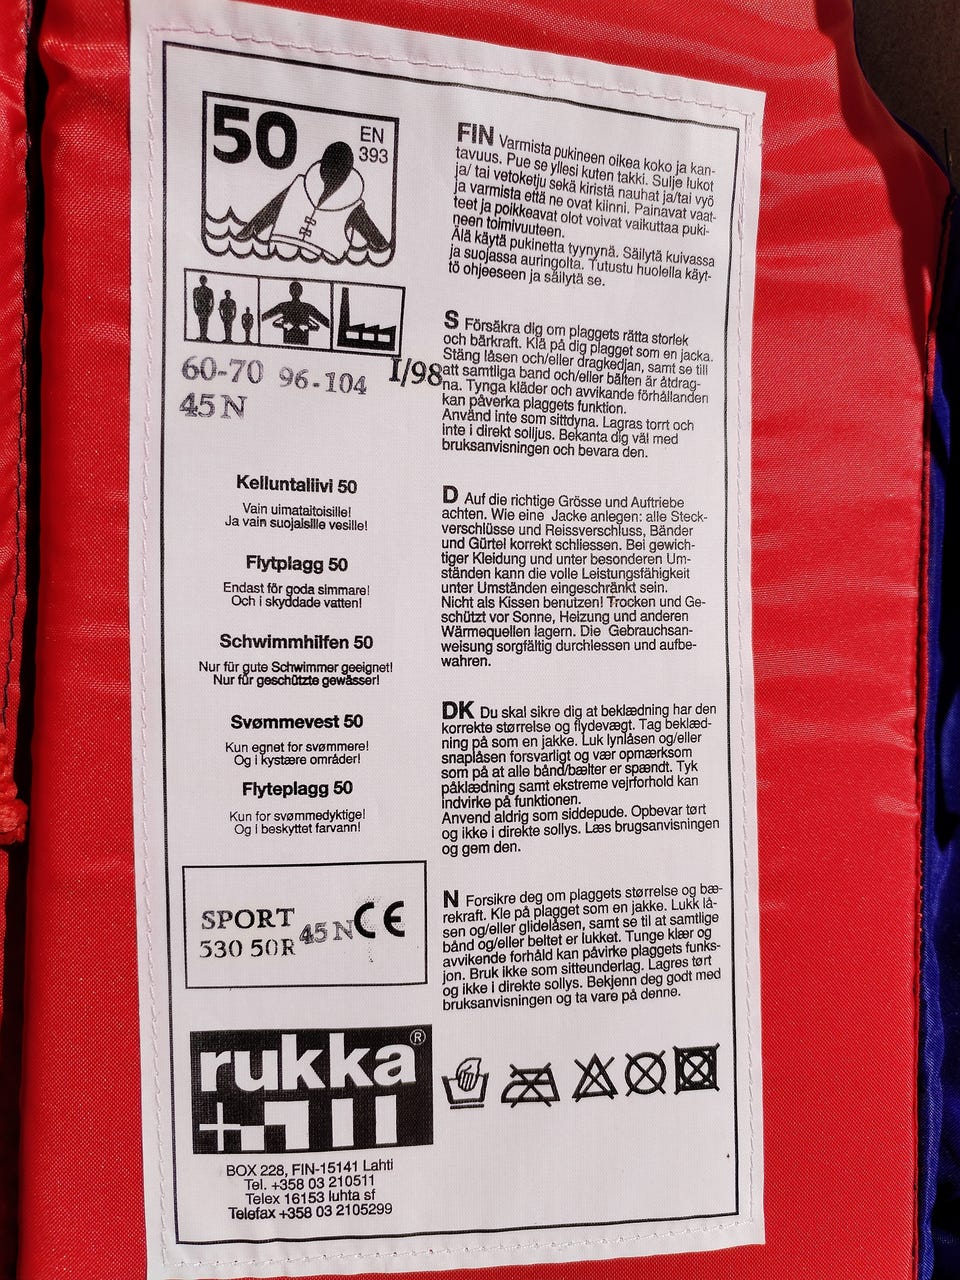 50
EN
393
60-70 96-104 1/98
45N
Kelluntaliivi 50
Vain uimataitoisille!
Ja vain suojaisille vesille!
Flytplagg 50
Endast för goda simmare!
Och i skyddade vatten!
Schwimmhilfen 50
Nur für gute Schwimmer geeignet!
Nur für geschützte gewässer!
Svømmevest 50
Kun egnet for svømmere!
Og i kystære områder!
Flyteplagg 50
Kun for svømmedyktige!
Og i beskyttet farvann!
SPORT
530 50R 45N CE
rukka®
BOX 228, FIN-15141 Lahti
Tel. +358 03 210511
Telex 16153 luhta sf
Telefax +358 03 2105299
FIN Varmista pukineen oikea koko ja kan-
tavuus. Pue se yllesi kuten takki. Sulje lukot
ja/ tai vetoketju sekä kiristä nauhat ja/tai vyö
ja varmista että ne ovat kiinni. Painavat vaat-
teet ja poikkeavat olot voivat vaikuttaa puki-
neen toimivuuteen.
Älä käytä pukinetta tyynynä. Säilytä kuivassa
ja suojassa auringolta. Tutustu huolella käyt-
tö ohjeeseen ja säilytä se.
S Försäkra dig om plaggets rätta storlek
och bärkraft. Klä på dig plagget som en jacka.
Stäng låsen och/eller dragkedjan, samt se till
att samtliga band och/eller bälten är åtdrag-
na. Tynga kläder och avvikande förhållanden
kan påverka plaggets funktion.
Använd inte som sittdyna. Lagras torrt och
inte i direkt solljus. Bekanta dig väl med
bruksanvisningen och bevara den.
D Auf die richtige Grösse und Auftriebe
achten. Wie eine Jacke anlegen: alle Steck-
verschlüsse und Reissverschluss, Bänder
und Gürtel korrekt schliessen. Bei gewich-
tiger Kleidung und unter besonderen Um-
ständen kann die volle Leistungsfähigkeit
unter Umständen eingeschränkt sein.
Nicht als Kissen benutzen! Trocken und Ge-
schützt vor Sonne, Heizung und anderen
Wärmequellen lagern. Die Gebrauchsan-
weisung sorgfältig durchlessen und aufbe-
wahren.
DK Du skal sikre dig at beklædning har den
korrekte størrelse og flydevægt. Tag beklæd-
ning på som en jakke. Luk lynlåsen og/eller
snaplåsen forsvarligt og vær opmærksom
som på at alle bånd/bælter er spændt. Tyk
påklædning samt ekstreme vejrforhold kan
indvirke på funktionen.
Anvend aldrig som siddepude. Opbevar tørt
og ikke i direkte sollys. Læs brugsanvisningen
og gem den.
N Forsikre deg om plaggets størrelse og bæ-
rekraft. Kle på plagget som en jakke. Lukk lå-
sen og/eller glidelåsen, samt se til at samtlige
bånd og/eller beltet er lukket. Tunge klær og
avvikende forhåld kan påvirke plaggets funks-
jon. Bruk ikke som sitteunderlag. Lagres tørt
og ikke i direkte sollys. Bekjenn deg godt med
bruksanvisningen og ta vare på denne.